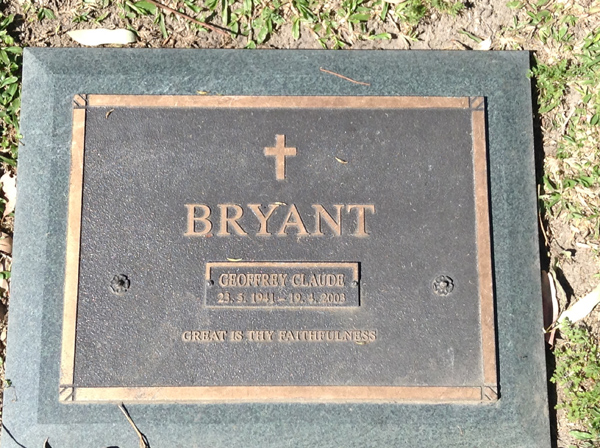 BRYANT
GEOFFREY CLAUDE
23. 5. 1941 - 19. 4. 2003
GREAT IS THY FAITHFULNESS